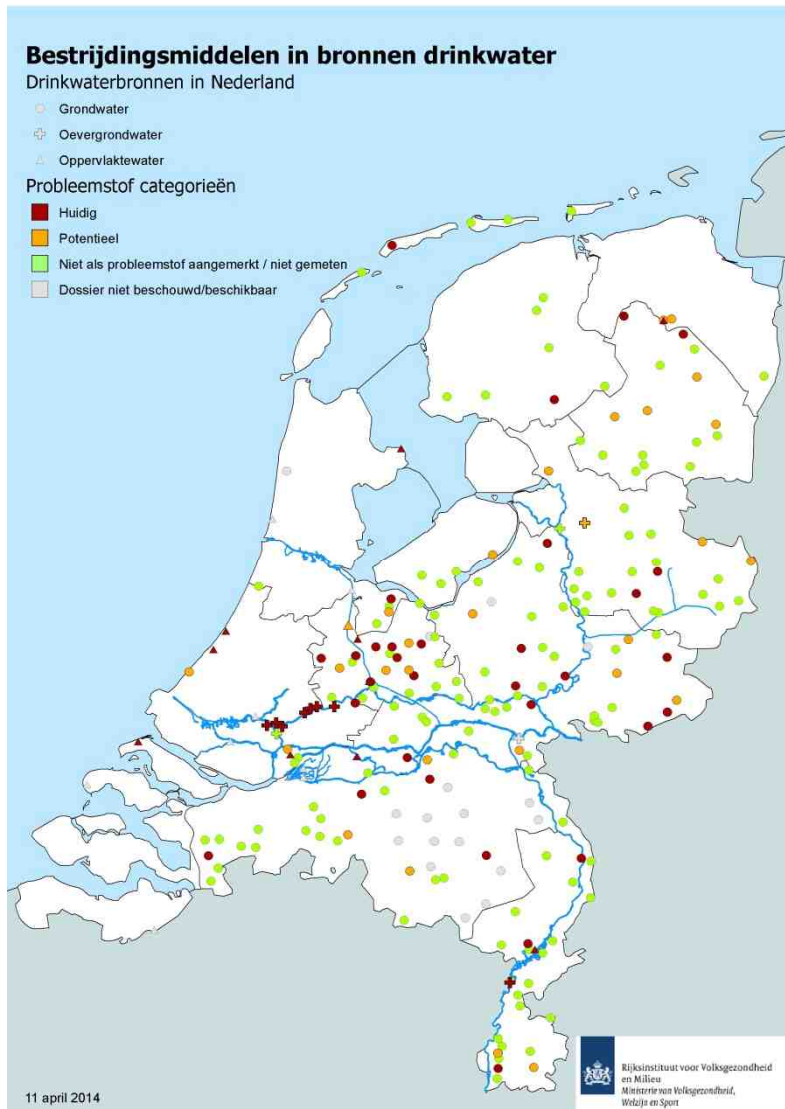 Bestrijdingsmiddelen in bronnen drinkwater
Drinkwaterbronnen in Nederland
Grondwater
Oevergrondwater
Oppervlaktewater
Probleemstof categorieën
Huidig
Potentieel
Niet als probleemstof aangemerkt / niet gemeten
Dossier niet beschouwd/beschikbaar
11 april 2014
Rijksinstituut voor Volksgezondheid
en Milieu
Ministerie van Volksgezondheid,
Welzijn en Sport